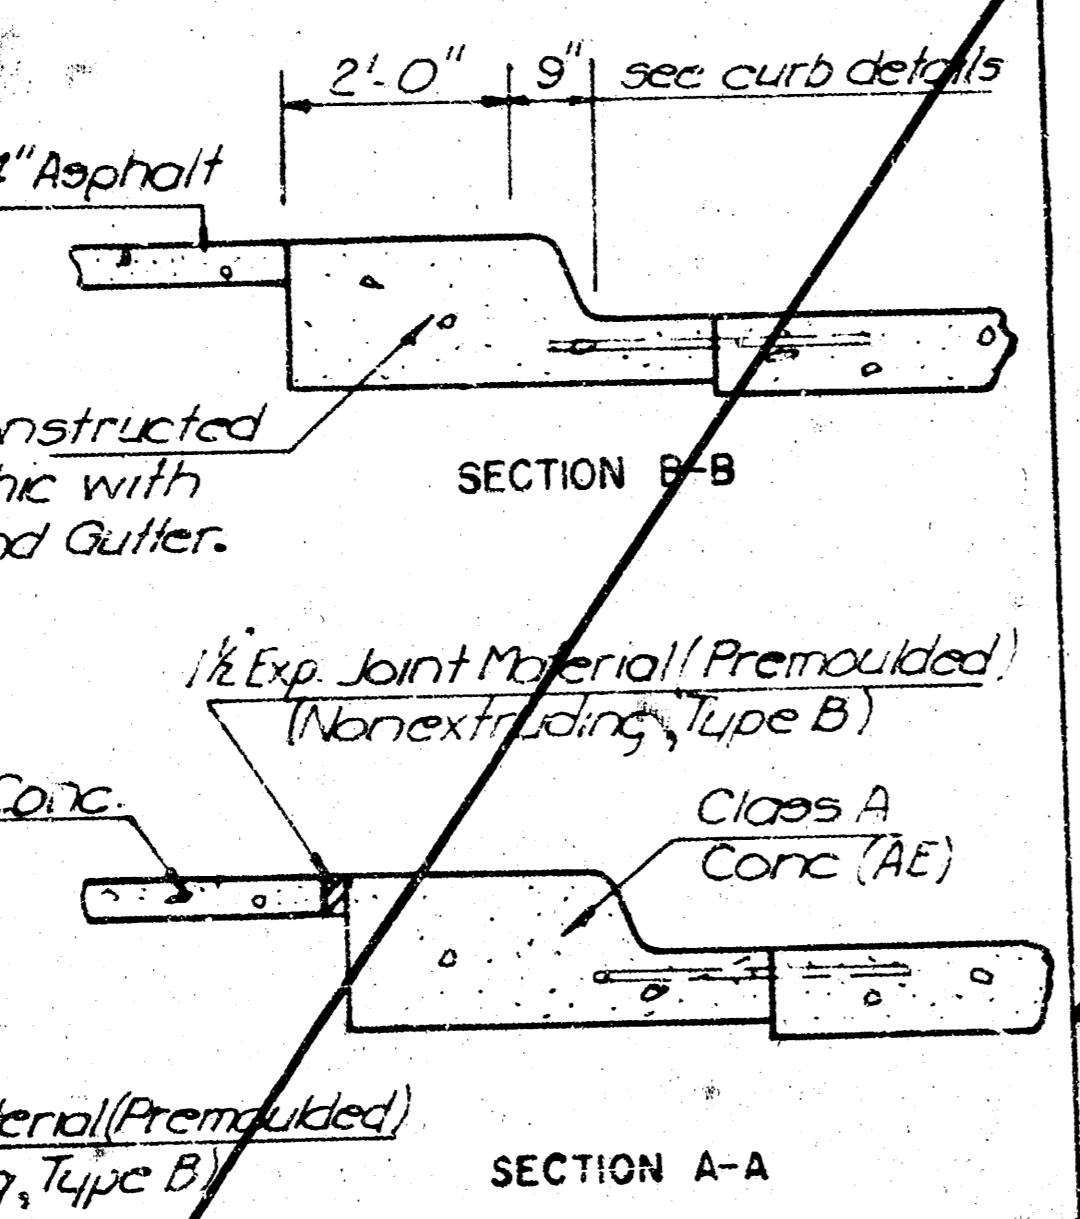 2'-0" 9" see curb details
"Asphalt
nstructed
with
Gutter.
SECTION B-B
1½" Exp. Joint Material (Premoulded)
(Nonextruding, Type B)
Conc.
Class A
Conc (AE)
erial (Premoulded)
, Type B)
SECTION A-A